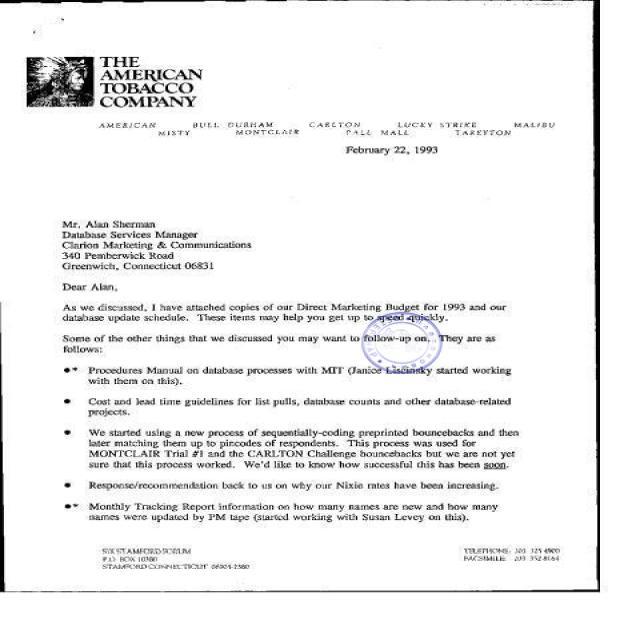 THE
AMERICAN
TOBACCO
COMPANY
AMERICAN BULL DURHAM CARLTON LUCKY STRIKE MALIBU
MISTY MONTCLAIR PALL MALL TAREYTON
February 22, 1993
Mr. Alan Sherman
Database Services Manager
Clarion Marketing & Communications
340 Pemberwick Road
Greenwich, Connecticut 06831
Dear Alan,
As we discussed, I have attached copies of our Direct Marketing Budget for 1993 and our
database update schedule. These items may help you get up to speed quickly.
Some of the other things that we discussed you may want to follow-up on. They are as
follows:
●* Procedures Manual on database processes with MIT (Janice Liscinsky started working
with them on this).
● Cost and lead time guidelines for list pulls, database counts and other database-related
projects.
● We started using a new process of sequentially-coding preprinted bouncebacks and then
later matching them up to pincodes of respondents. This process was used for
MONTCLAIR Trial #1 and the CARLTON Challenge bouncebacks but we are not yet
sure that this process worked. We'd like to know how successful this has been soon.
● Response/recommendation back to us on why our Nixie rates have been increasing.
●* Monthly Tracking Report information on how many names are new and how many
names were updated by PM tape (started working with Susan Levey on this).
SIX STAMFORD FORUM
P.O. BOX 10380
STAMFORD CONNECTICUT 06904-2380
TELEPHONE: 203 325-4900
FACSIMILE: 203 352-8164